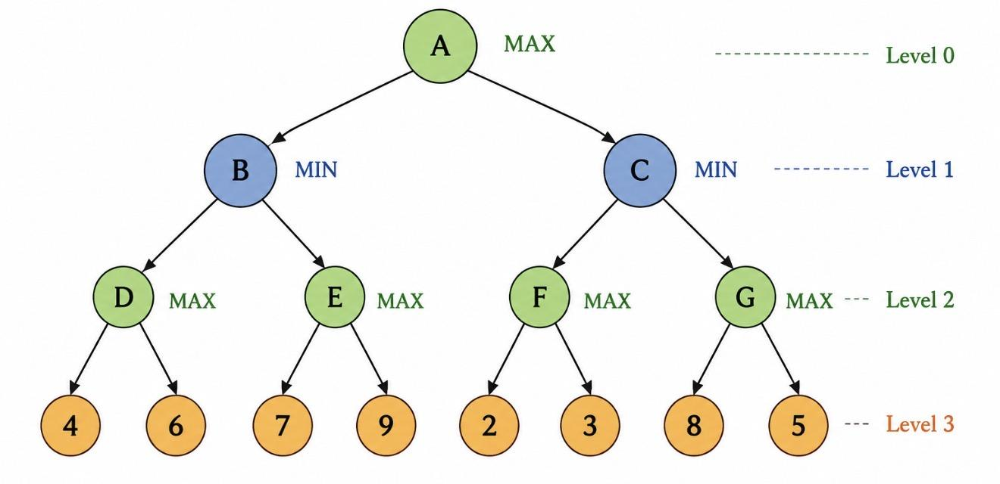 A MAX Level 0
B MIN C MIN Level 1
D MAX E MAX F MAX G MAX Level 2
4 6 7 9 2 3 8 5 Level 3